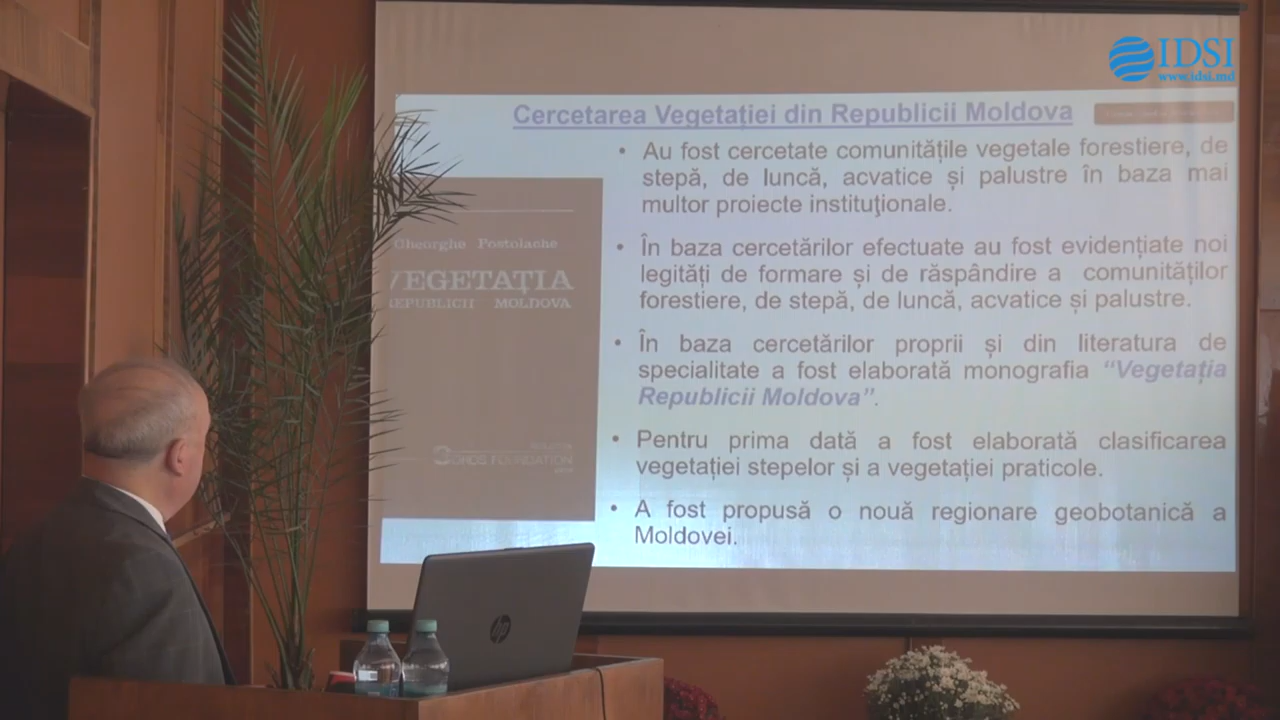 IDSI
www.idsi.md
Cercetarea Vegetației din Republicii Moldova
• Au fost cercetate comunitățile vegetale forestiere, de
stepă, de luncă, acvatice și palustre în baza mai
multor proiecte instituţionale.
• În baza cercetărilor efectuate au fost evidențiate noi
legități de formare și de răspândire a comunităților
forestiere, de stepă, de luncă, acvatice și palustre.
• În baza cercetărilor proprii și din literatura de
specialitate a fost elaborată monografia “Vegetația
Republicii Moldova”.
• Pentru prima dată a fost elaborată clasificarea
vegetației stepelor și a vegetației praticole.
• A fost propusă o nouă regionare geobotanică a
Moldovei.
Gheorghe Postolache
VEGETAȚIA
REPUBLICII MOLDOVA
FOUNDATION
hp